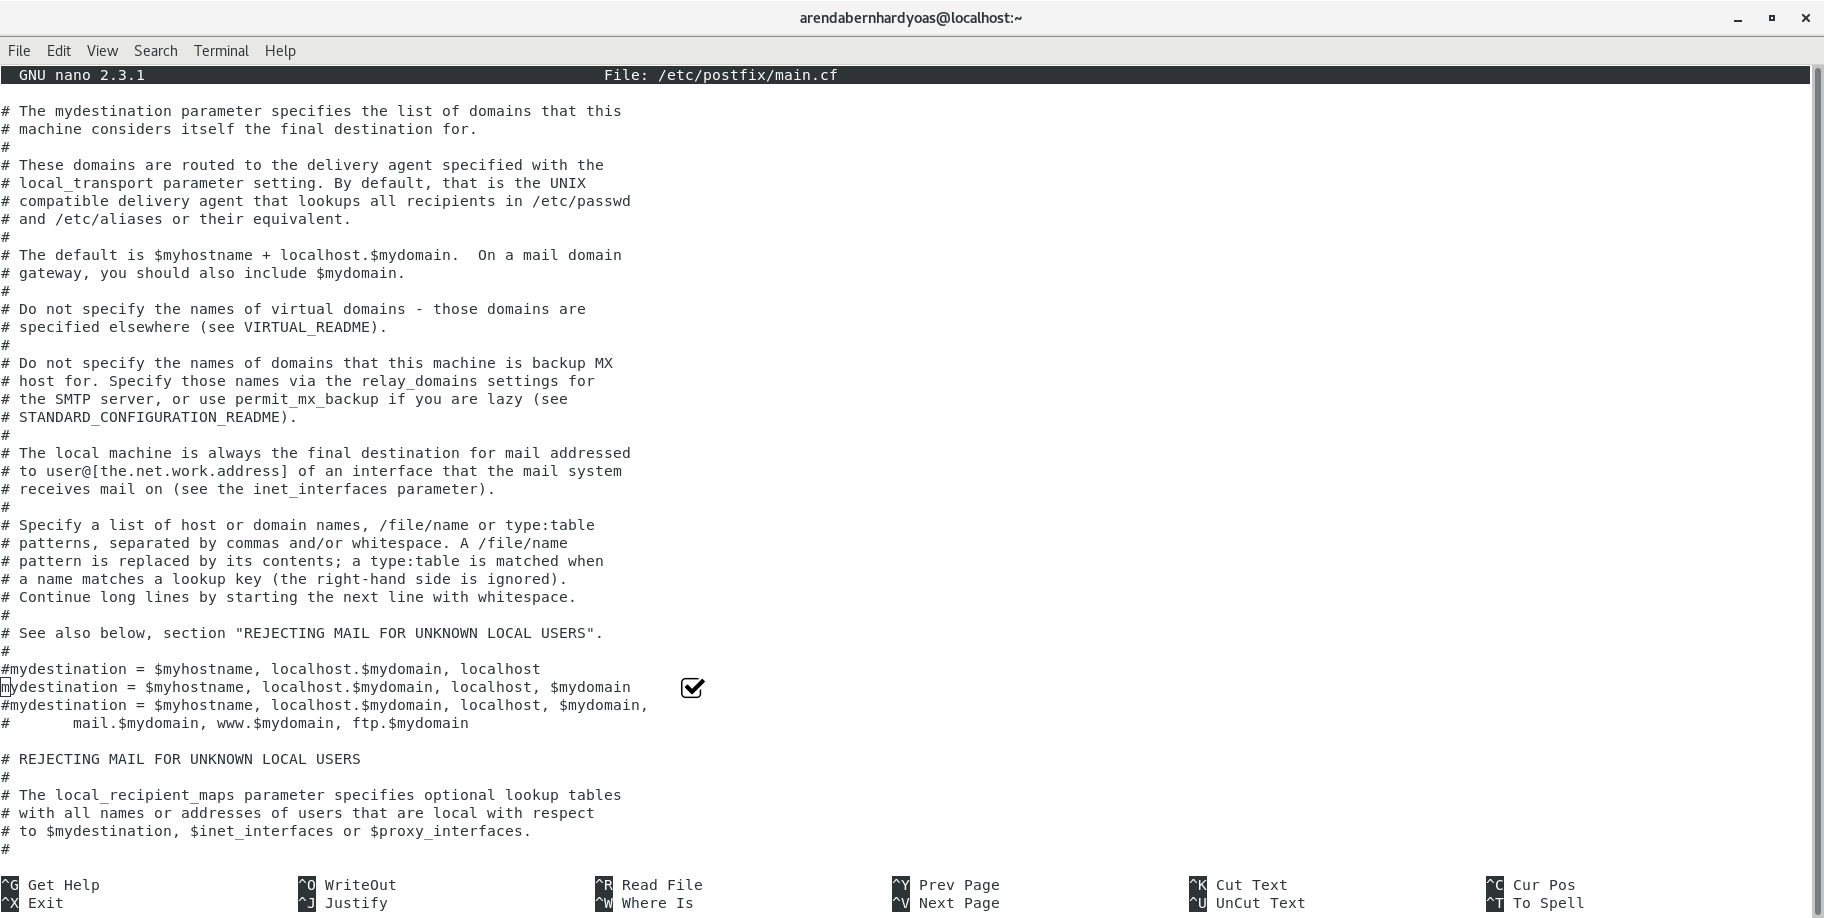 arendabernhardyoas@localhost:~
File Edit View Search Terminal Help
GNU nano 2.3.1 File: /etc/postfix/main.cf
# The mydestination parameter specifies the list of domains that this
# machine considers itself the final destination for.
#
# These domains are routed to the delivery agent specified with the
# local_transport parameter setting. By default, that is the UNIX
# compatible delivery agent that lookups all recipients in /etc/passwd
# and /etc/aliases or their equivalent.
#
# The default is $myhostname + localhost.$mydomain.  On a mail domain
# gateway, you should also include $mydomain.
#
# Do not specify the names of virtual domains - those domains are
# specified elsewhere (see VIRTUAL_README).
#
# Do not specify the names of domains that this machine is backup MX
# host for. Specify those names via the relay_domains settings for
# the SMTP server, or use permit_mx_backup if you are lazy (see
# STANDARD_CONFIGURATION_README).
#
# The local machine is always the final destination for mail addressed
# to user@[the.net.work.address] of an interface that the mail system
# receives mail on (see the inet_interfaces parameter).
#
# Specify a list of host or domain names, /file/name or type:table
# patterns, separated by commas and/or whitespace. A /file/name
# pattern is replaced by its contents; a type:table is matched when
# a name matches a lookup key (the right-hand side is ignored).
# Continue long lines by starting the next line with whitespace.
#
# See also below, section "REJECTING MAIL FOR UNKNOWN LOCAL USERS".
#
#mydestination = $myhostname, localhost.$mydomain, localhost
mydestination = $myhostname, localhost.$mydomain, localhost, $mydomain
#mydestination = $myhostname, localhost.$mydomain, localhost, $mydomain,
#       mail.$mydomain, www.$mydomain, ftp.$mydomain
# REJECTING MAIL FOR UNKNOWN LOCAL USERS
#
# The local_recipient_maps parameter specifies optional lookup tables
# with all names or addresses of users that are local with respect
# to $mydestination, $inet_interfaces or $proxy_interfaces.
#
^G Get Help ^O WriteOut ^R Read File ^Y Prev Page ^K Cut Text ^C Cur Pos
^X Exit ^J Justify ^W Where Is ^V Next Page ^U UnCut Text ^T To Spell